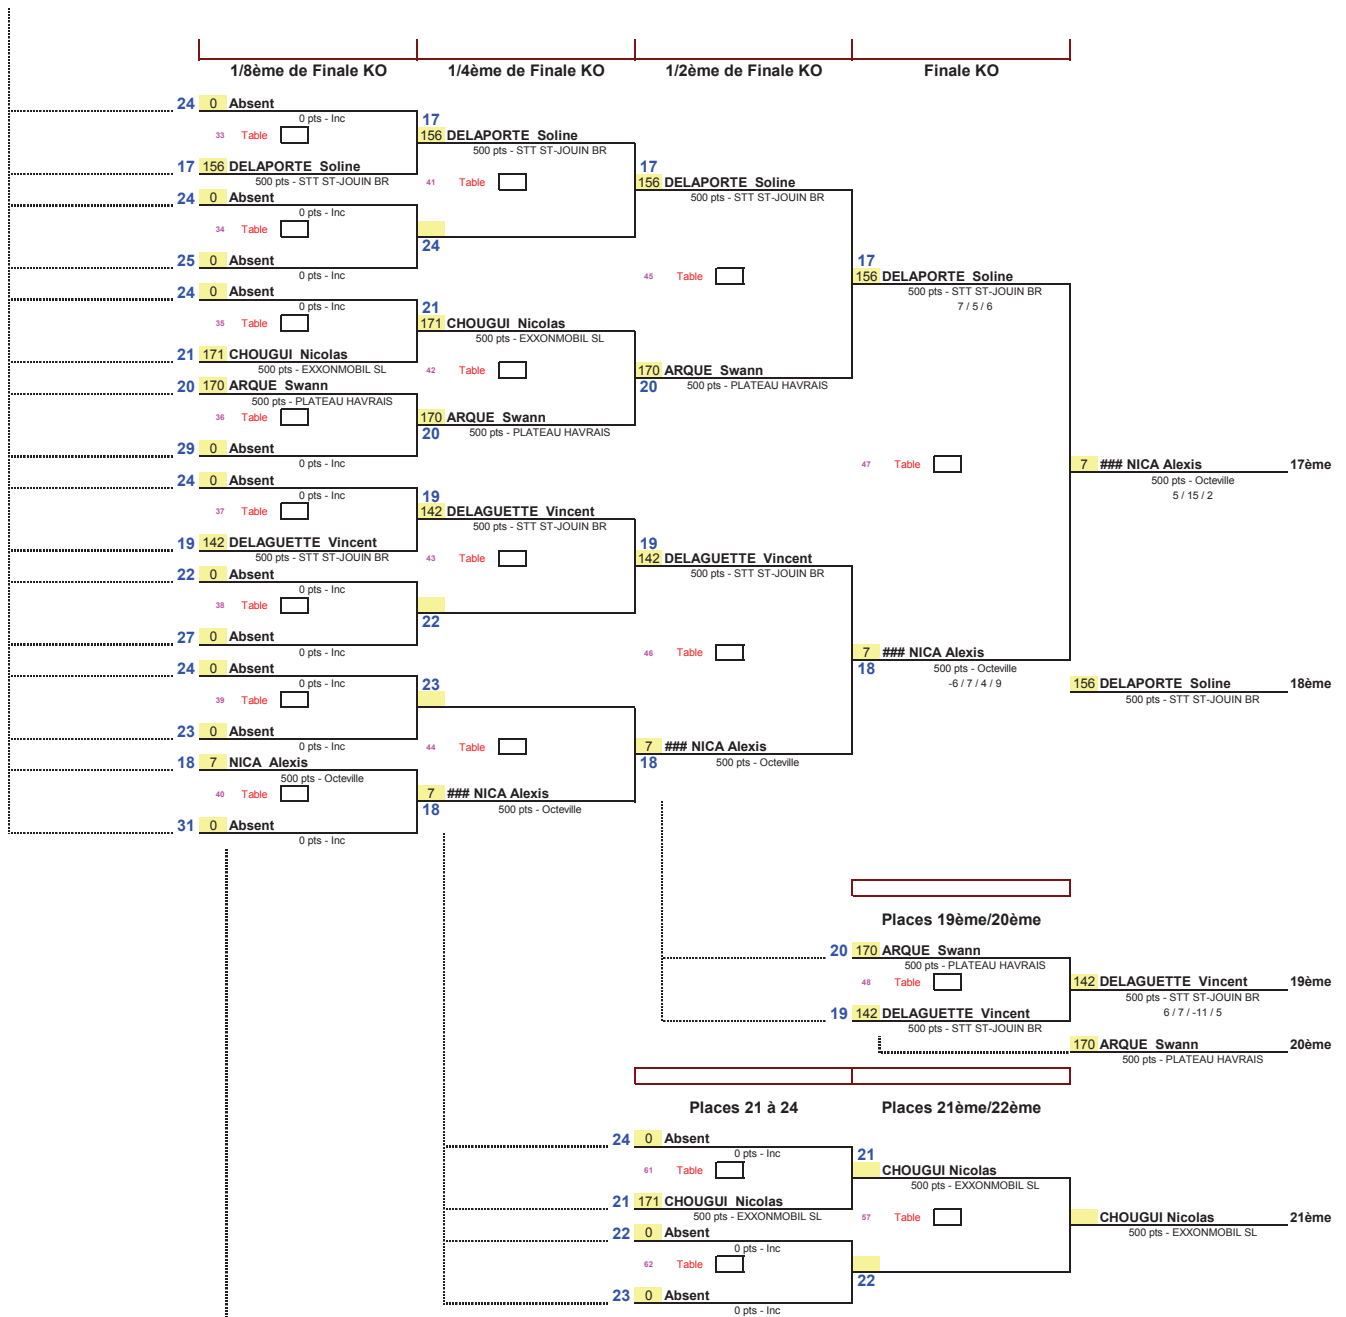 1/8ème de Finale KO
1/4ème de Finale KO
1/2ème de Finale KO
Finale KO
24 0 Absent
0 pts - Inc
33 Table
17 156 DELAPORTE Soline
500 pts - STT ST-JOUIN BR
24 0 Absent
0 pts - Inc
34 Table
25 0 Absent
0 pts - Inc
24 0 Absent
0 pts - Inc
35 Table
21 171 CHOUGUI Nicolas
500 pts - EXXONMOBIL SL
20 170 ARQUE Swann
500 pts - PLATEAU HAVRAIS
36 Table
29 0 Absent
0 pts - Inc
24 0 Absent
0 pts - Inc
37 Table
19 142 DELAGUETTE Vincent
500 pts - STT ST-JOUIN BR
22 0 Absent
0 pts - Inc
38 Table
27 0 Absent
0 pts - Inc
24 0 Absent
0 pts - Inc
39 Table
23 0 Absent
0 pts - Inc
18 7 NICA Alexis
500 pts - Octeville
40 Table
31 0 Absent
0 pts - Inc
17
156 DELAPORTE Soline
500 pts - STT ST-JOUIN BR
41 Table
24
21
171 CHOUGUI Nicolas
500 pts - EXXONMOBIL SL
42 Table
170 ARQUE Swann
20 500 pts - PLATEAU HAVRAIS
19
142 DELAGUETTE Vincent
500 pts - STT ST-JOUIN BR
43 Table
22
23
44 Table
7 ### NICA Alexis
18 500 pts - Octeville
17
156 DELAPORTE Soline
500 pts - STT ST-JOUIN BR
45 Table
170 ARQUE Swann
20 500 pts - PLATEAU HAVRAIS
19
142 DELAGUETTE Vincent
500 pts - STT ST-JOUIN BR
46 Table
7 ### NICA Alexis
18 500 pts - Octeville
17
156 DELAPORTE Soline
500 pts - STT ST-JOUIN BR
7 / 5 / 6
47 Table
7 ### NICA Alexis
18 500 pts - Octeville
-6 / 7 / 4 / 9
7 ### NICA Alexis 17ème
500 pts - Octeville
5 / 15 / 2
156 DELAPORTE Soline 18ème
500 pts - STT ST-JOUIN BR
Places 19ème/20ème
20 170 ARQUE Swann
500 pts - PLATEAU HAVRAIS
48 Table
19 142 DELAGUETTE Vincent
500 pts - STT ST-JOUIN BR
142 DELAGUETTE Vincent 19ème
500 pts - STT ST-JOUIN BR
6 / 7 / -11 / 5
170 ARQUE Swann 20ème
500 pts - PLATEAU HAVRAIS
Places 21 à 24
Places 21ème/22ème
24 0 Absent
0 pts - Inc
61 Table
21 171 CHOUGUI Nicolas
500 pts - EXXONMOBIL SL
22 0 Absent
0 pts - Inc
62 Table
23 0 Absent
0 pts - Inc
21
CHOUGUI Nicolas
500 pts - EXXONMOBIL SL
57 Table
22
CHOUGUI Nicolas 21ème
500 pts - EXXONMOBIL SL